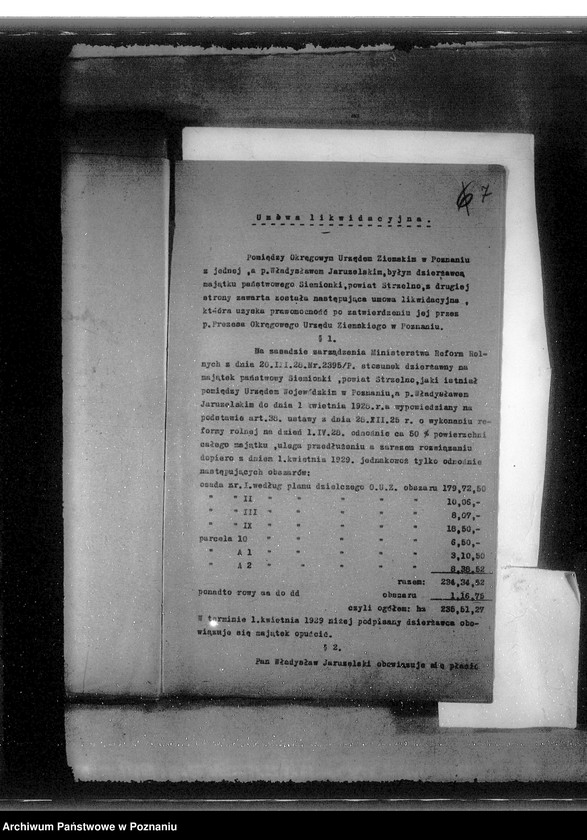 7
Umowa likwidacyjna.
Pomiędzy Okręgowym Urzędem Ziemskim w Poznaniu
z jednej ,a p.Władysławem Jaruzelskim,byłym dzierżawcą
majątku państwowego Siemionki,powiat Strzelno,z drugiej
strony zawarta została następująca umowa likwidacyjna ,
która uzyska prawomocność po zatwierdzeniu jej przez
p.Prezesa Okręgowego Urzędu Ziemskiego w Poznaniu.
§ 1.
Na zasadzie zarządzenia Ministerstwa Reform Rol-
nych z dnia 20.III.28.Nr.2395/P. stosunek dzierżawny na
majątek państwowy Siemionki ,powiat Strzelno,jaki istniał
pomiędzy Urzędem Wojewódzkim w Poznaniu,a p.Władysławem
Jaruzelskim do dnia 1 kwietnia 1928.r.a wypowiedziany na
podstawie art.38. ustawy z dnia 28.XII.25 r. o wykonaniu re-
formy rolnej na dzień 1.IV.28. odnośnie ca 50 % powierzchni
całego majątku ,ulega przedłużeniu a zarazem rozwiązaniu
dopiero z dniem 1.kwietnia 1929. jednakowoż tylko odnośnie
następujących obszarów:
osada nr.I.według planu dzielczego O.U.Z. obszaru 179,72,50
" " II " " " " " 10,06,-
" " III " " " " " 8,07,-
" " IX " " " " " 18,50,-
parcela 10 " " " " " 6,50,-
" A 1 " " " " " 3,10,50
" A 2 " " " " " 8,38,52
razem: 234,34,52
ponadto rowy aa do dd obszaru 1,16,75
czyli ogółem: ha 235,51,27
W terminie 1.kwietnia 1929 niżej podpisany dzierżawca obo-
wiązuje się majątek opuścić.
§ 2.
Pan Władysław Jaruzelski obowiązuje się płacić
Archiwum Państwowe w Poznaniu